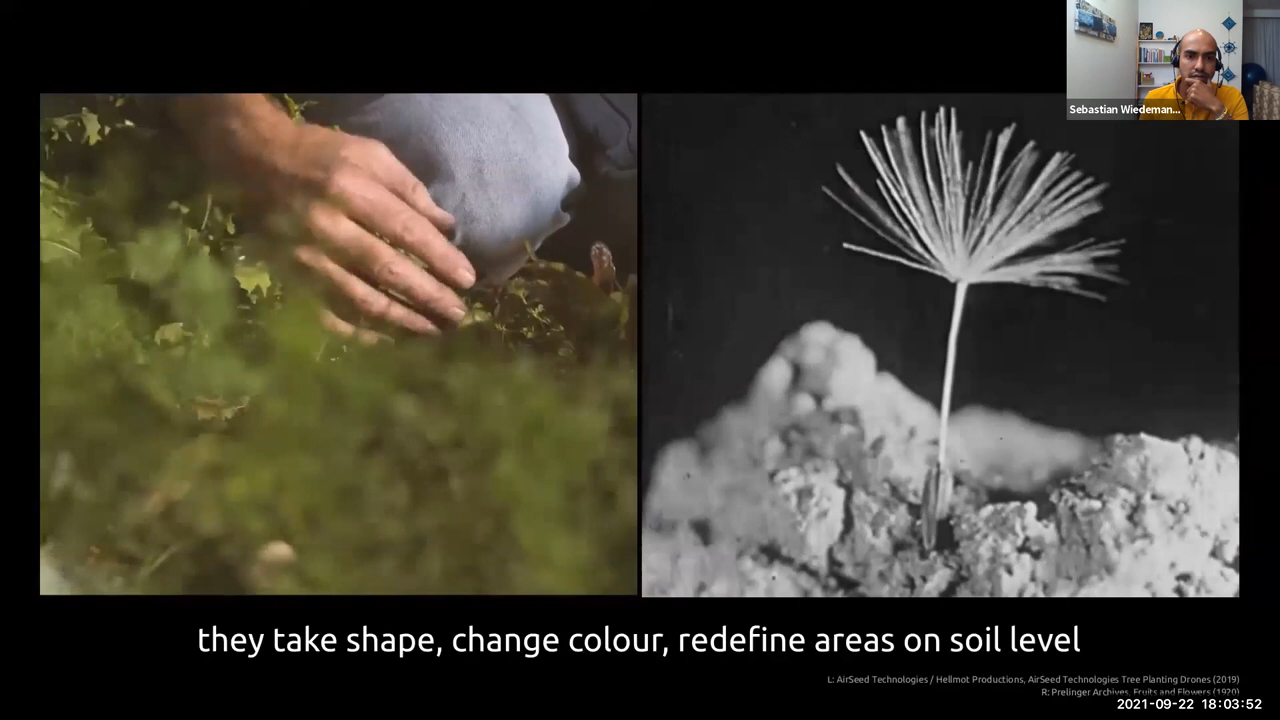 Sebastian Wiedeman...
they take shape, change colour, redefine areas on soil level
L: AirSeed Technologies / Hellmot Productions, AirSeed Technologies Tree Planting Drones (2019)
R: Prelinger Archives, Fruits and Flowers (1920)
2021-09-22 18:03:52